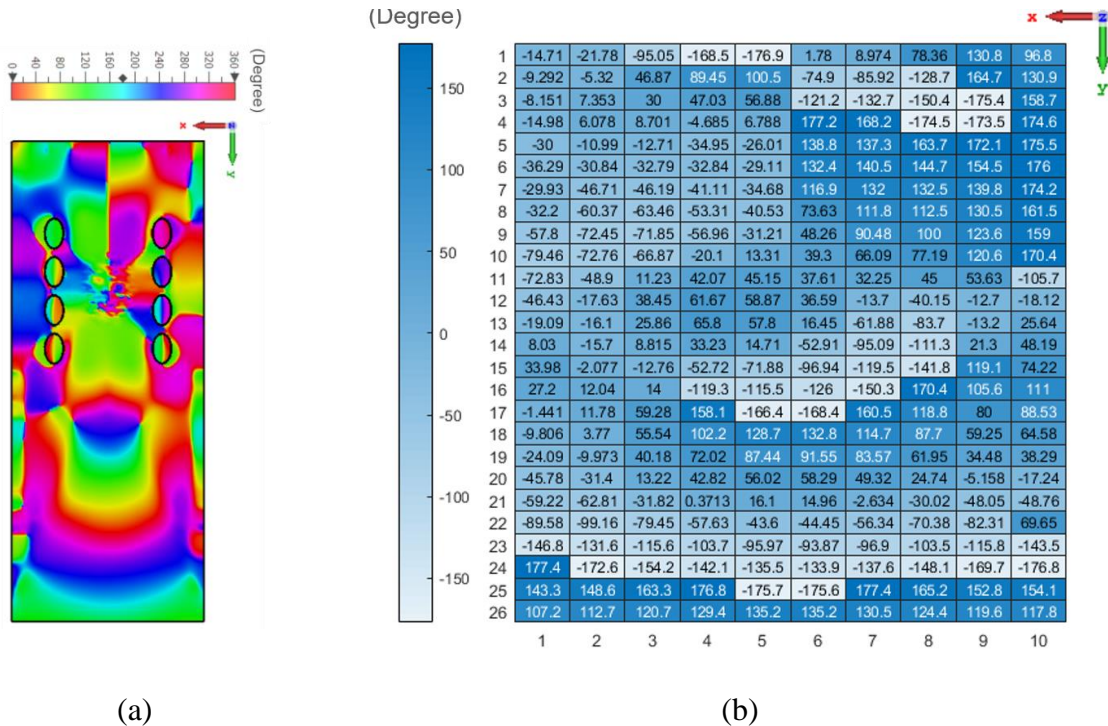 (Degree)
0 40 80 120 160 200 240 280 320 360
(Degree)
x z
Y
150
100
50
0
-50
-100
-150
x z
Y
1 -14.71 -21.78 -95.05 -168.5 -176.9 1.78 8.974 78.36 130.8 96.8
2 -9.292 -5.32 46.87 89.45 100.5 -74.9 -85.92 -128.7 164.7 130.9
3 -8.151 7.353 30 47.03 56.88 -121.2 -132.7 -150.4 -175.4 158.7
4 -14.98 6.078 8.701 -4.685 6.788 177.2 168.2 -174.5 -173.5 174.6
5 -30 -10.99 -12.71 -34.95 -26.01 138.8 137.3 163.7 172.1 175.5
6 -36.29 -30.84 -32.79 -32.84 -29.11 132.4 140.5 144.7 154.5 176
7 -29.93 -46.71 -46.19 -41.11 -34.68 116.9 132 132.5 139.8 174.2
8 -32.2 -60.37 -63.46 -53.31 -40.53 73.63 111.8 112.5 130.5 161.5
9 -57.8 -72.45 -71.85 -56.96 -31.21 48.26 90.48 100 123.6 159
10 -79.46 -72.76 -66.87 -20.1 13.31 39.3 66.09 77.19 120.6 170.4
11 -72.83 -48.9 11.23 42.07 45.15 37.61 32.25 45 53.63 -105.7
12 -46.43 -17.63 38.45 61.67 58.87 36.59 -13.7 -40.15 -12.7 -18.12
13 -19.09 -16.1 25.86 65.8 57.8 16.45 -61.88 -83.7 -13.2 25.64
14 8.03 -15.7 8.815 33.23 14.71 -52.91 -95.09 -111.3 21.3 48.19
15 33.98 -2.077 -12.76 -52.72 -71.88 -96.94 -119.5 -141.8 119.1 74.22
16 27.2 12.04 14 -119.3 -115.5 -126 -150.3 170.4 105.6 111
17 -1.441 11.78 59.28 158.1 -166.4 -168.4 160.5 118.8 80 88.53
18 -9.806 3.77 55.54 102.2 128.7 132.8 114.7 87.7 59.25 64.58
19 -24.09 -9.973 40.18 72.02 87.44 91.55 83.57 61.95 34.48 38.29
20 -45.78 -31.4 13.22 42.82 56.02 58.29 49.32 24.74 -5.158 -17.24
21 -59.22 -62.81 -31.82 0.3713 16.1 14.96 -2.634 -30.02 -48.05 -48.76
22 -89.58 -99.16 -79.45 -57.63 -43.6 -44.45 -56.34 -70.38 -82.31 69.65
23 -146.8 -131.6 -115.6 -103.7 -95.97 -93.87 -96.9 -103.5 -115.8 -143.5
24 177.4 -172.6 -154.2 -142.1 -135.5 -133.9 -137.6 -148.1 -169.7 -176.8
25 143.3 148.6 163.3 176.8 -175.7 -175.6 177.4 165.2 152.8 154.1
26 107.2 112.7 120.7 129.4 135.2 135.2 130.5 124.4 119.6 117.8
1 2 3 4 5 6 7 8 9 10
(a) (b)